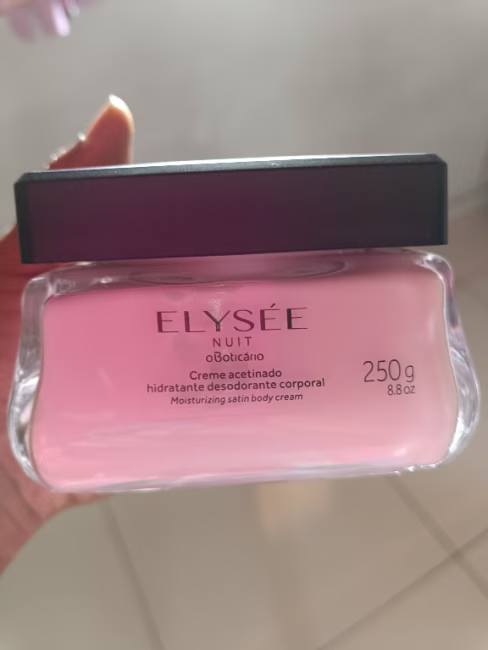 ELYSÉE
NUIT
oBoticário
Creme acetinado
hidratante desodorante corporal
Moisturizing satin body cream
250g
8.8 oz